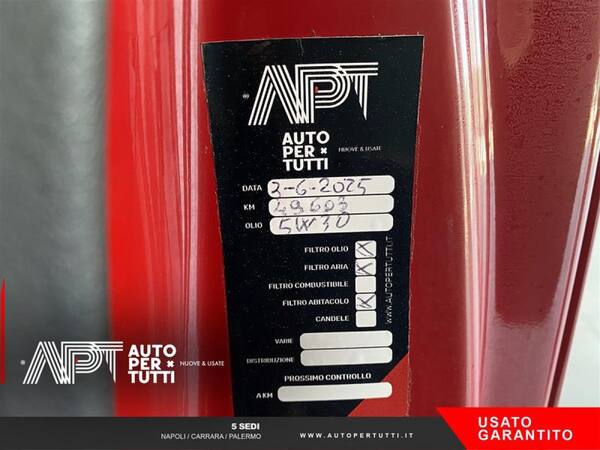 APT
AUTO
PER
TUTTI
NUOVE & USATE
DATA 3-6-2025
KM 49603
OLIO 5W30
FILTRO OLIO X
FILTRO ARIA X
FILTRO COMBUSTIBILE
FILTRO ABITACOLO X
CANDELE
WWW.AUTOPERTUTTI.IT
VARIE
DISTRIBUZIONE
PROSSIMO CONTROLLO
A KM
APT
AUTO
PER
TUTTI
NUOVE & USATE
5 SEDI
NAPOLI / CARRARA / PALERMO
WWW.AUTOPERTUTTI.IT
USATO
GARANTITO